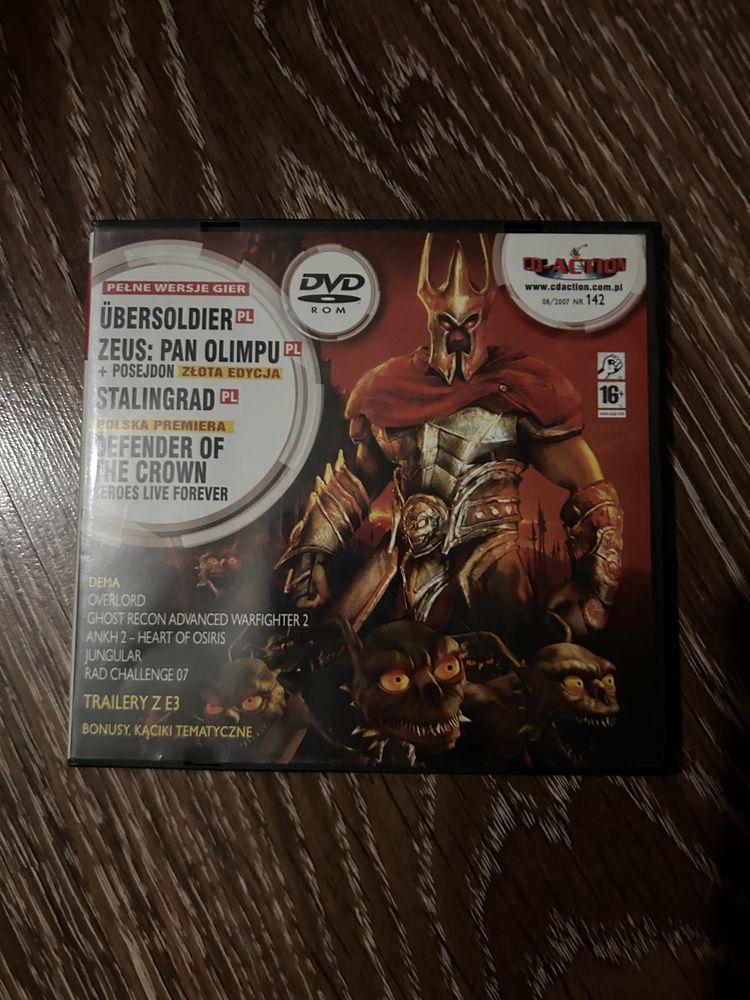 PEŁNE WERSJE GIER
ÜBERSOLDIER PL
ZEUS: PAN OLIMPU PL
+ POSEJDON ZŁOTA EDYCJA
STALINGRAD PL
POLSKA PREMIERA
DEFENDER OF
THE CROWN
HEROES LIVE FOREVER
DVD
ROM
CD-ACTION
www.cdaction.com.pl
08/2007 NR 142
16+
DEMA
OVERLORD
GHOST RECON ADVANCED WARFIGHTER 2
ANKH 2 – HEART OF OSIRIS
JUNGULAR
RAD CHALLENGE 07
TRAILERY Z E3
BONUSY, KĄCIKI TEMATYCZNE